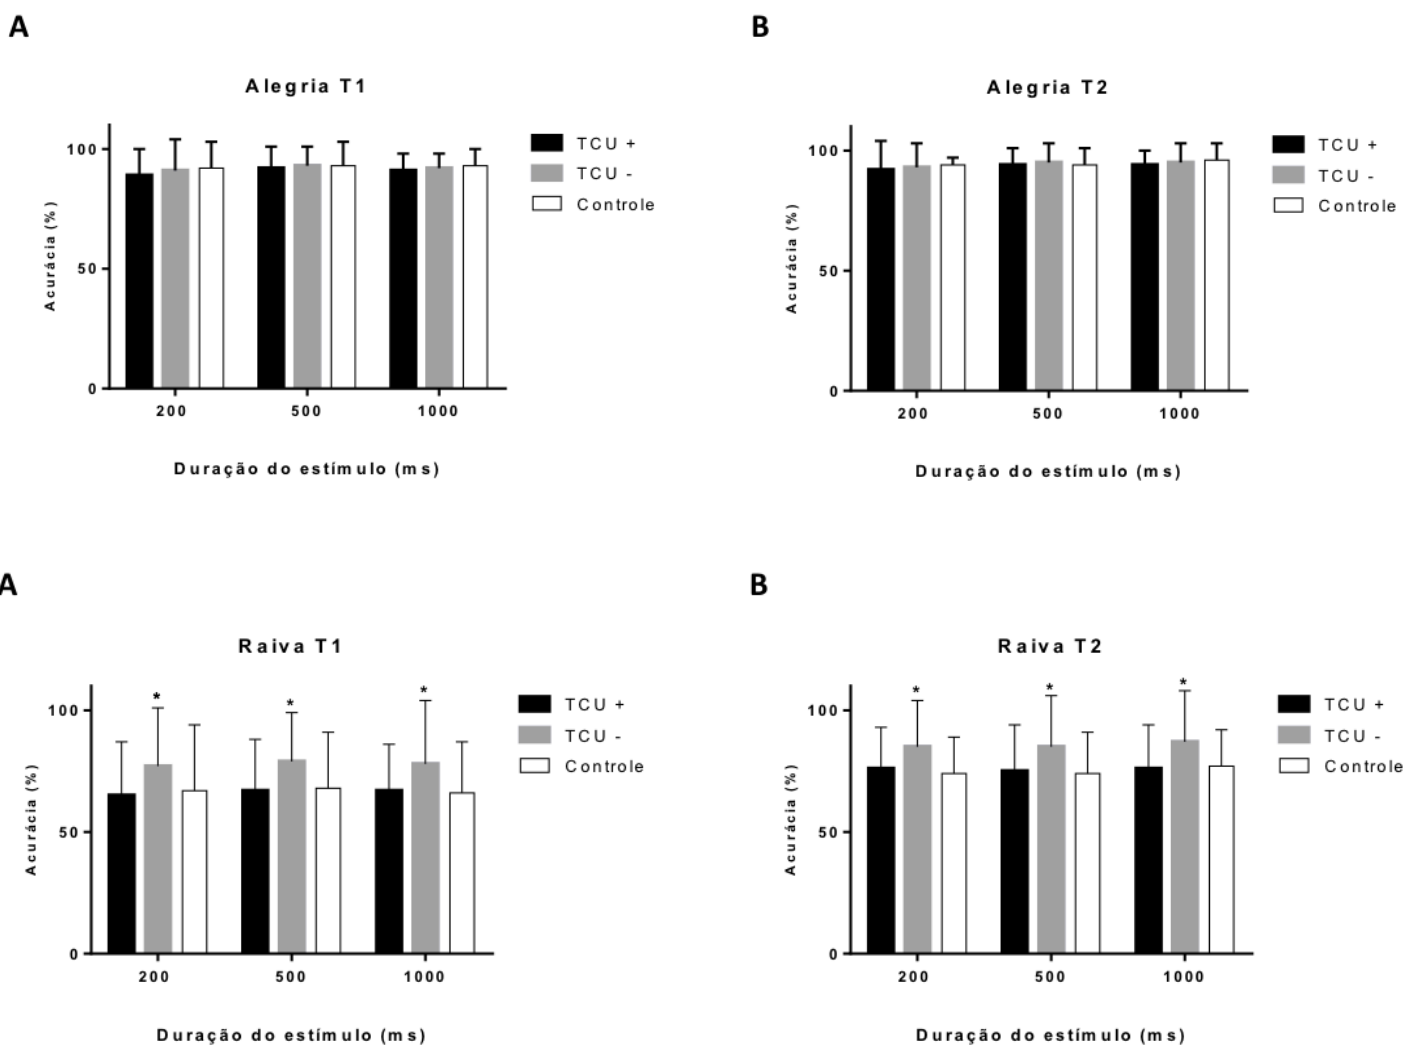 A
Alegria T1
100
50
0
Acurácia (%)
200 500 1000
Duração do estímulo (ms)
TCU +
TCU -
Controle
B
Alegria T2
100
50
0
Acurácia (%)
200 500 1000
Duração do estímulo (ms)
TCU +
TCU -
Controle
A
Raiva T1
* * *
100
50
0
Acurácia (%)
200 500 1000
Duração do estímulo (ms)
TCU +
TCU -
Controle
B
Raiva T2
* * *
100
50
0
Acurácia (%)
200 500 1000
Duração do estímulo (ms)
TCU +
TCU -
Controle